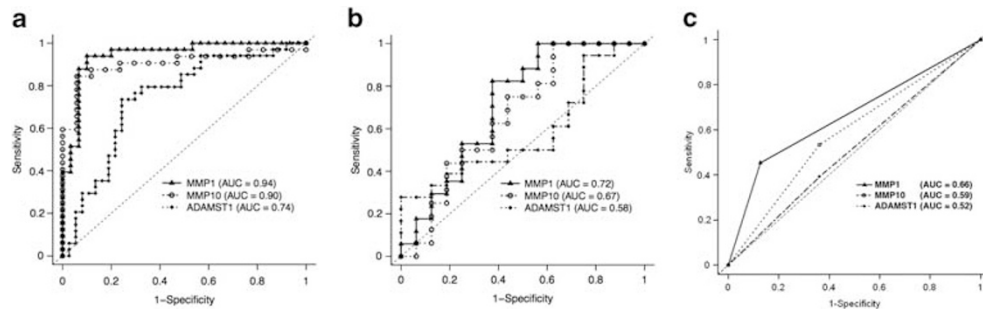 a
1
0.8
0.6
0.4
0.2
0
Sensitivity
MMP1 (AUC = 0.94)
MMP10 (AUC = 0.90)
ADAMST1 (AUC = 0.74)
0 0.2 0.4 0.6 0.8 1
1−Specificity
b
1
0.8
0.6
0.4
0.2
0
Sensitivity
MMP1 (AUC = 0.72)
MMP10 (AUC = 0.67)
ADAMST1 (AUC = 0.58)
0 0.2 0.4 0.6 0.8 1
1−Specificity
c
1
0.8
0.6
0.4
0.2
0
Sensitivity
MMP1 (AUC = 0.66)
MMP10 (AUC = 0.59)
ADAMST1 (AUC = 0.52)
0 0.2 0.4 0.6 0.8 1
1-Specificity